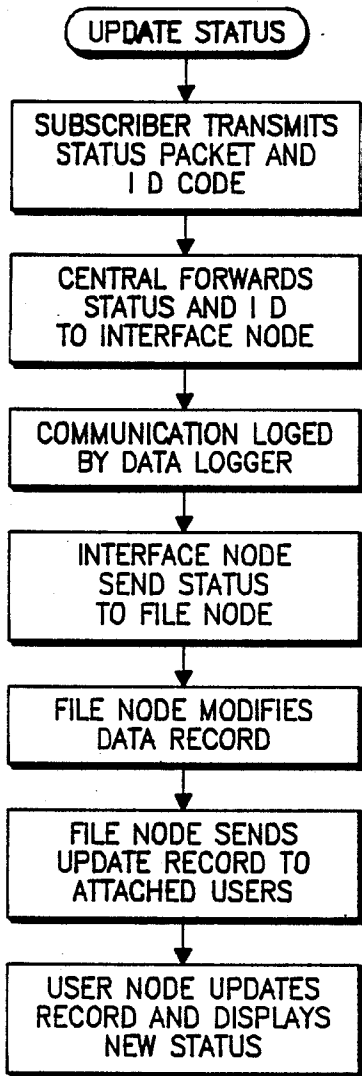 UPDATE STATUS
SUBSCRIBER TRANSMITS
STATUS PACKET AND
I D CODE
CENTRAL FORWARDS
STATUS AND I D
TO INTERFACE NODE
COMMUNICATION LOGED
BY DATA LOGGER
INTERFACE NODE
SEND STATUS
TO FILE NODE
FILE NODE MODIFIES
DATA RECORD
FILE NODE SENDS
UPDATE RECORD TO
ATTACHED USERS
USER NODE UPDATES
RECORD AND DISPLAYS
NEW STATUS